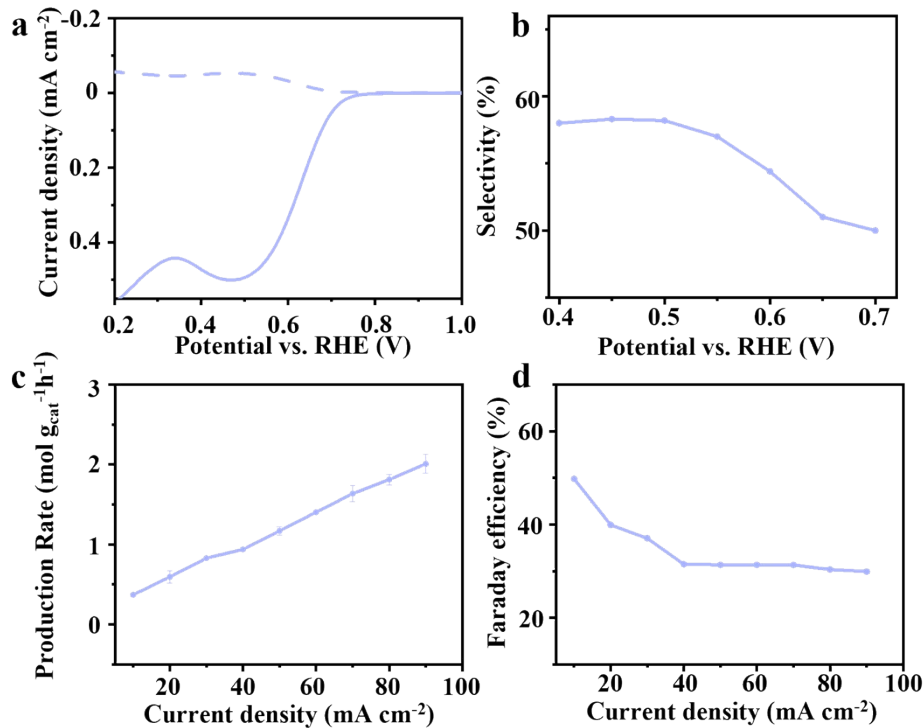 a
Current density (mA cm⁻²)
-0.2
0
0.2
0.4
0.2
0.4
0.6
0.8
1.0
Potential vs. RHE (V)
b
Selectivity (%)
60
50
0.4
0.5
0.6
0.7
Potential vs. RHE (V)
c
Production Rate (mol g_cat⁻¹h⁻¹)
3
2
1
0
20
40
60
80
100
Current density (mA cm⁻²)
d
Faraday efficiency (%)
60
40
20
20
40
60
80
100
Current density (mA cm⁻²)